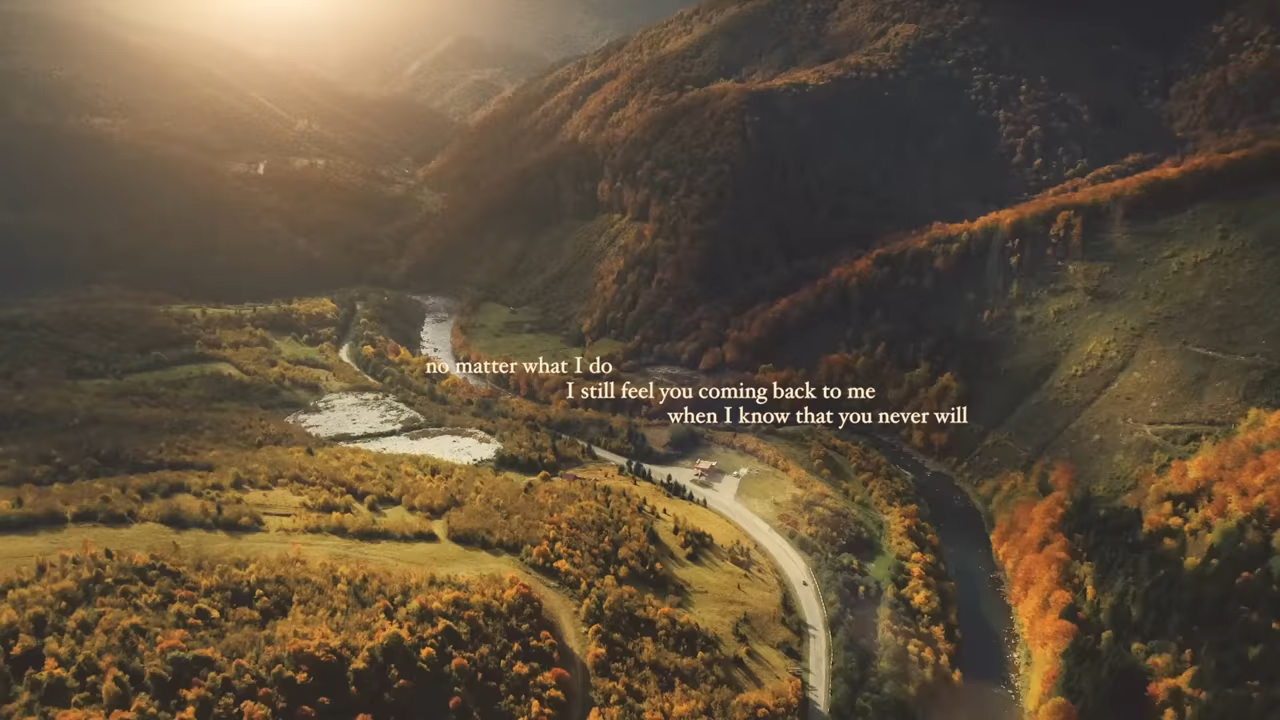 no matter what I do
I still feel you coming back to me
when I know that you never will